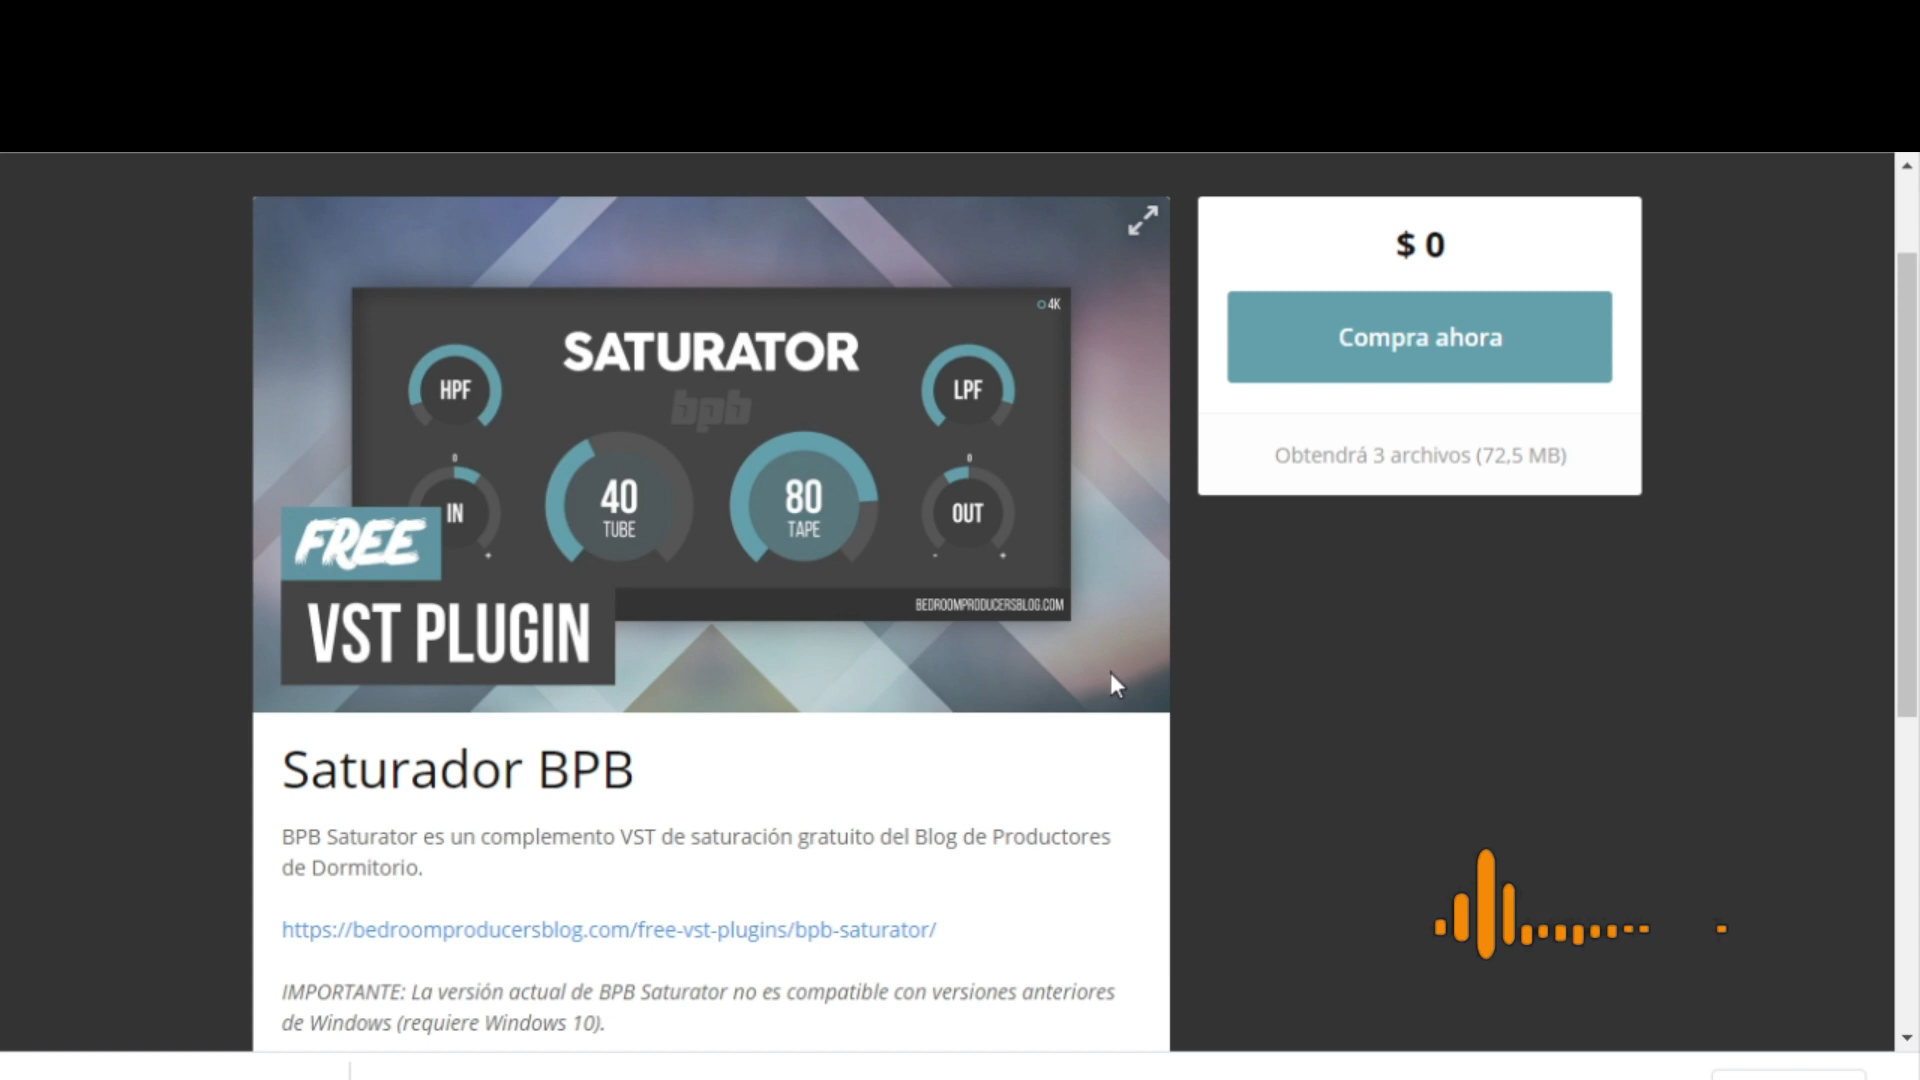 4K
SATURATOR
bpb
HPF
LPF
0
0
IN
40
TUBE
80
TAPE
OUT
+
-
+
FREE
VST PLUGIN
BEDROOMPRODUCERSBLOG.COM
$ 0
Compra ahora
Obtendrá 3 archivos (72,5 MB)
Saturador BPB
BPB Saturator es un complemento VST de saturación gratuito del Blog de Productores
de Dormitorio.
https://bedroomproducersblog.com/free-vst-plugins/bpb-saturator/
IMPORTANTE: La versión actual de BPB Saturator no es compatible con versiones anteriores
de Windows (requiere Windows 10).